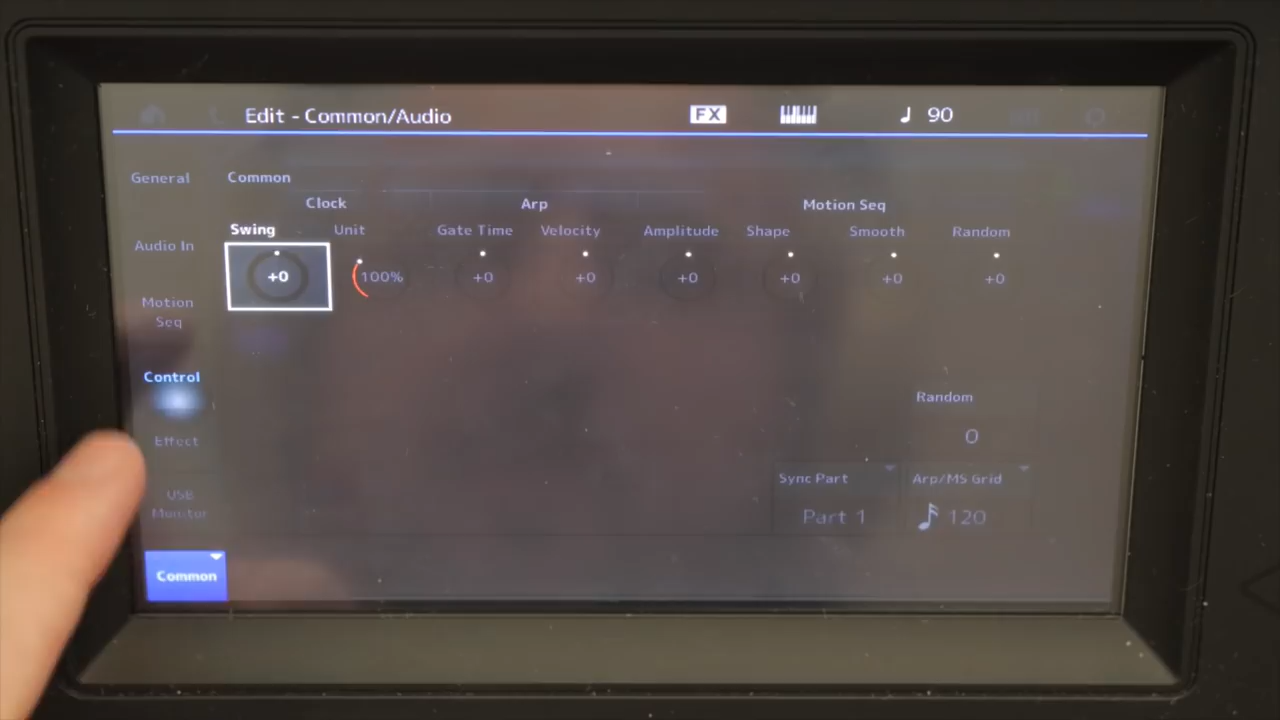 Edit - Common/Audio FX 90
General Common
Clock Arp Motion Seq
Swing Unit Gate Time Velocity Amplitude Shape Smooth Random
Audio In
+0 100% +0 +0 +0 +0 +0 +0
Motion
Seq
Control
Random
Effect 0
Sync Part Arp/MS Grid
USB
Monitor Part 1 120
Common